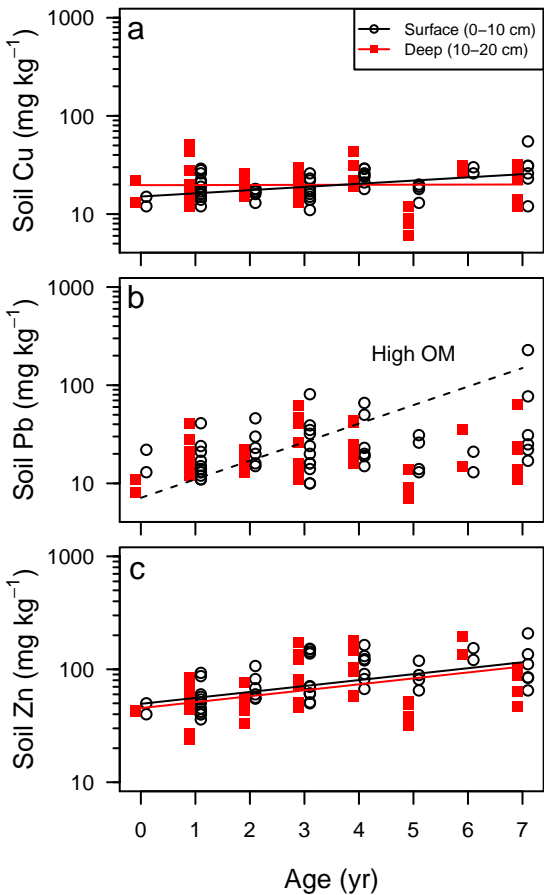 a
Surface (0–10 cm)
Deep (10–20 cm)
Soil Cu (mg kg⁻¹)
1000
100
10
b
High OM
Soil Pb (mg kg⁻¹)
1000
100
10
c
Soil Zn (mg kg⁻¹)
1000
100
10
0 1 2 3 4 5 6 7
Age (yr)